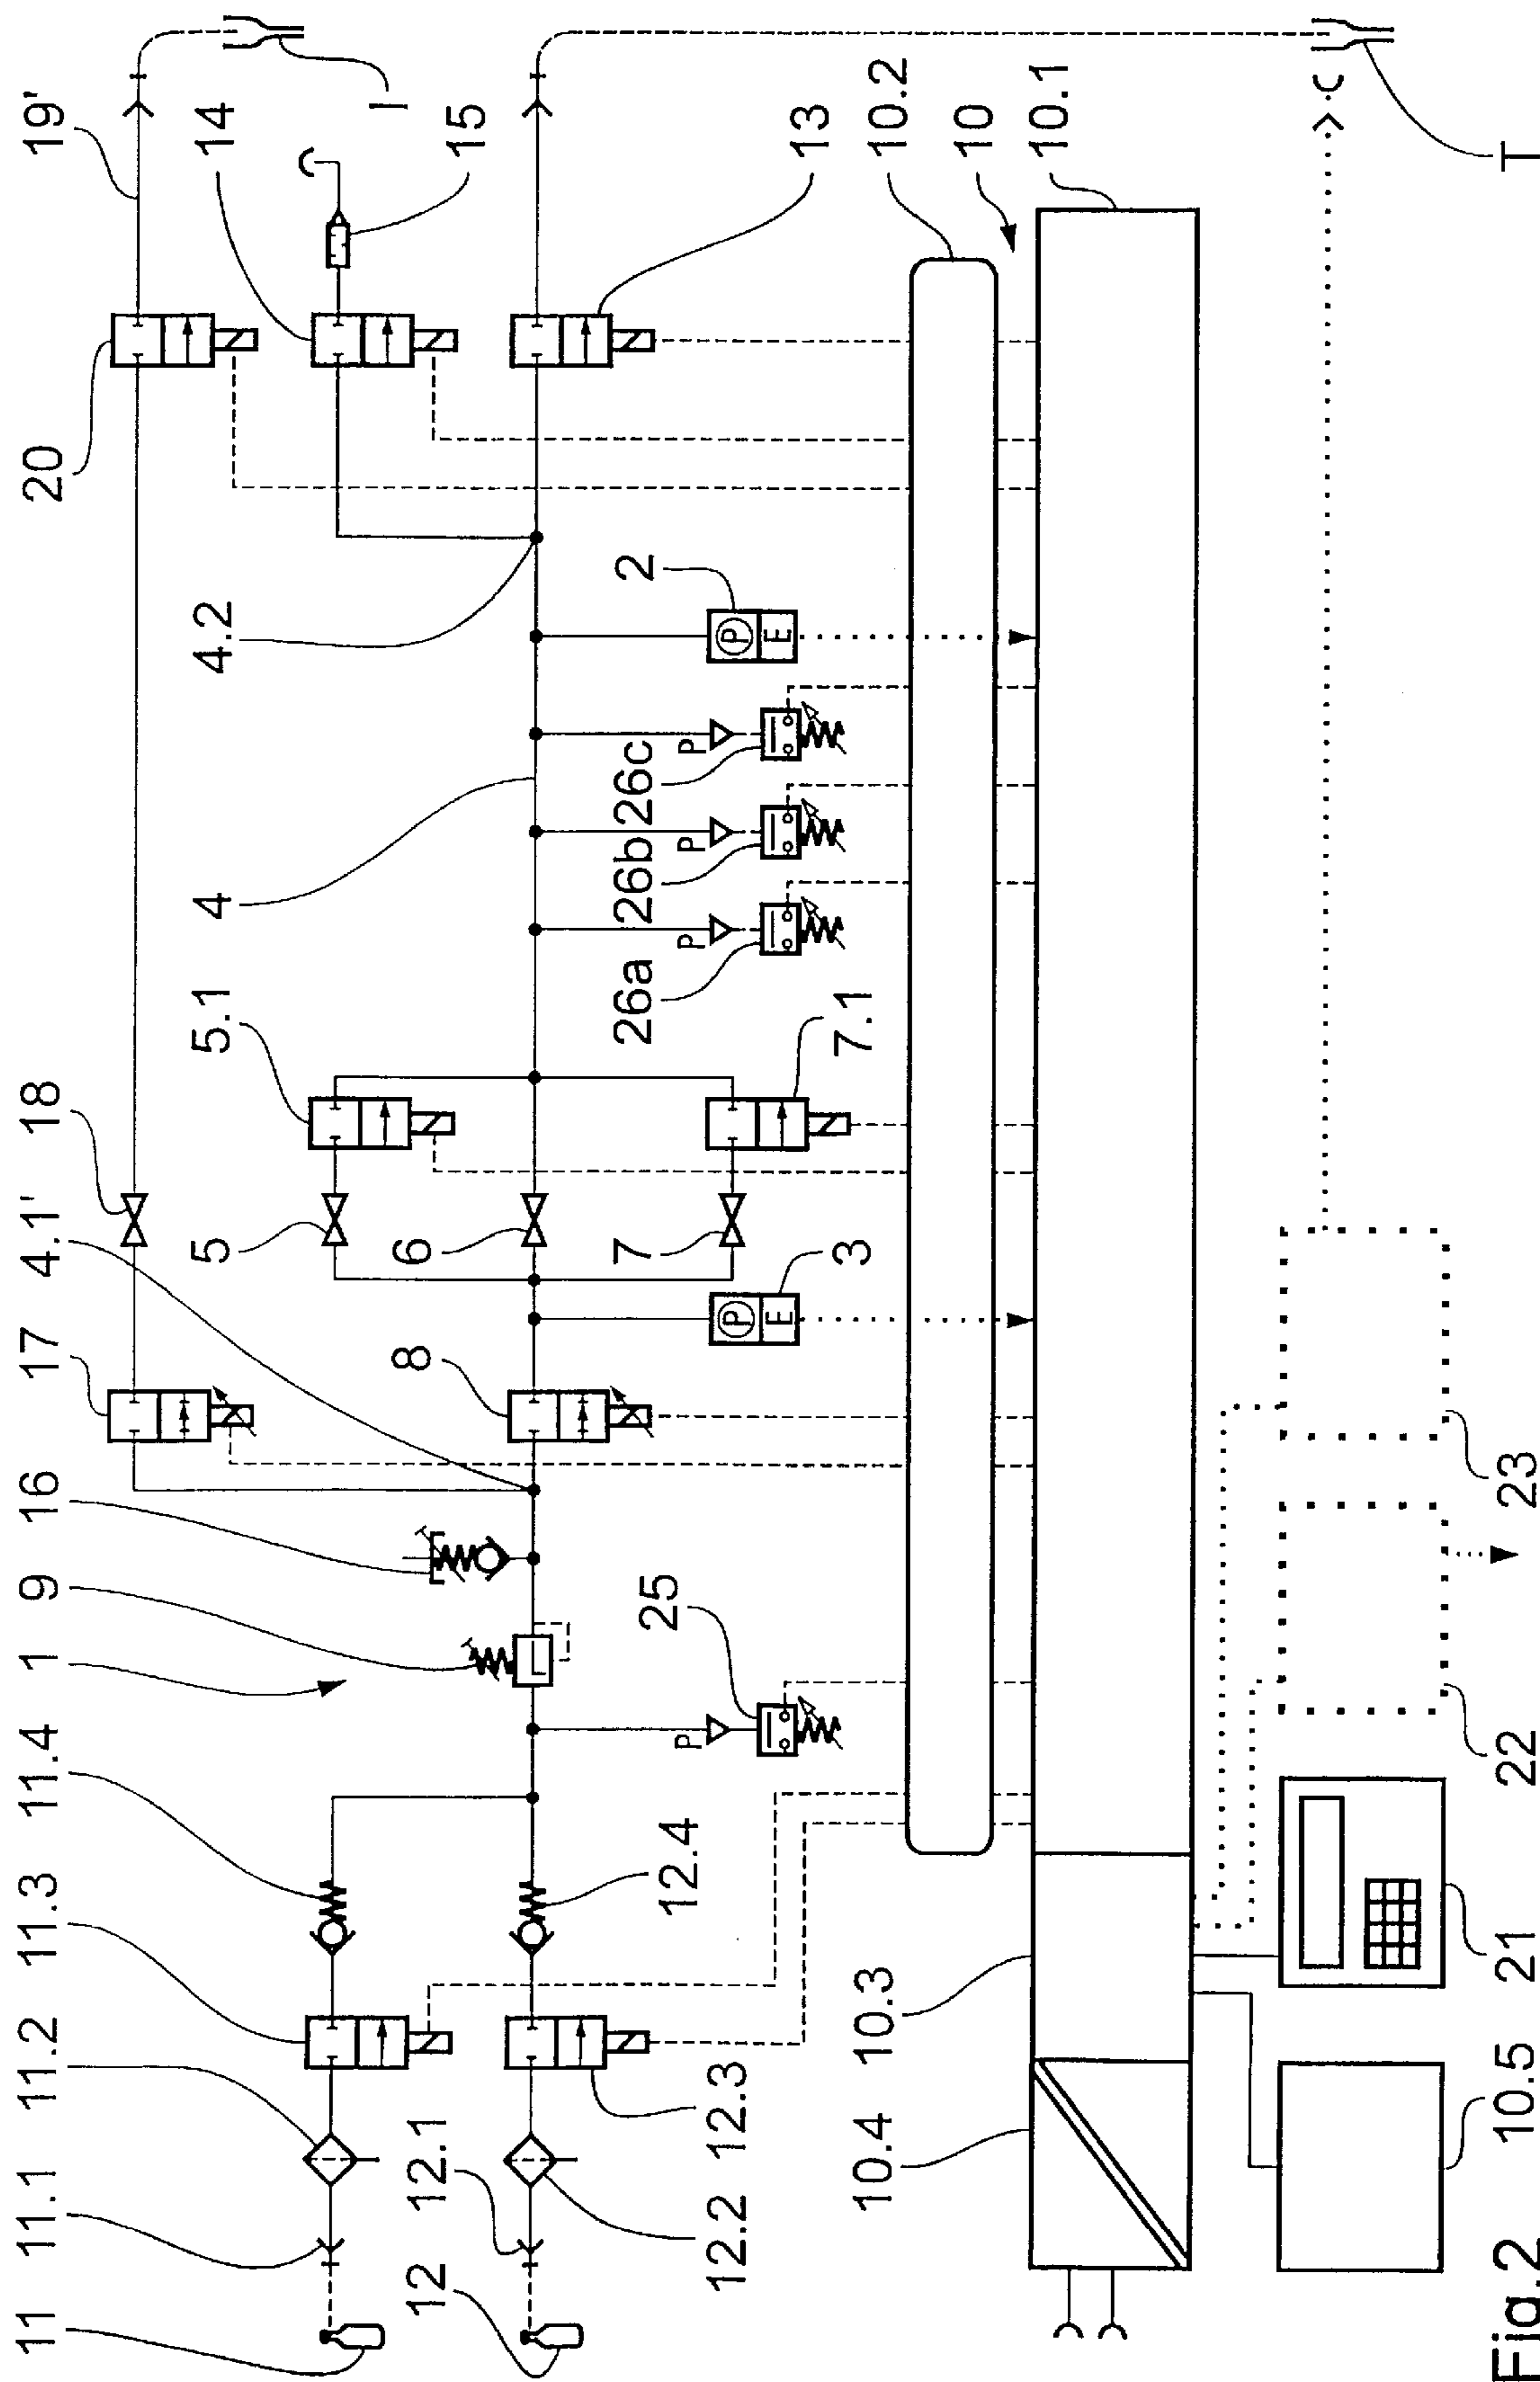 11 11.1 11.2 11.3 11.4 1 9 16 17 4.1' 18 20 19'
5 5.1 4 4.2 14
I
12 12.1 8 6 15
25 7 26a 26b 26c 2
12.4 P P P P
12.2 12.3 P P
E E
3 7.1 13
10.4 10.3 10.2
10
10.1
10.5 21 22 23 T
Fig.2